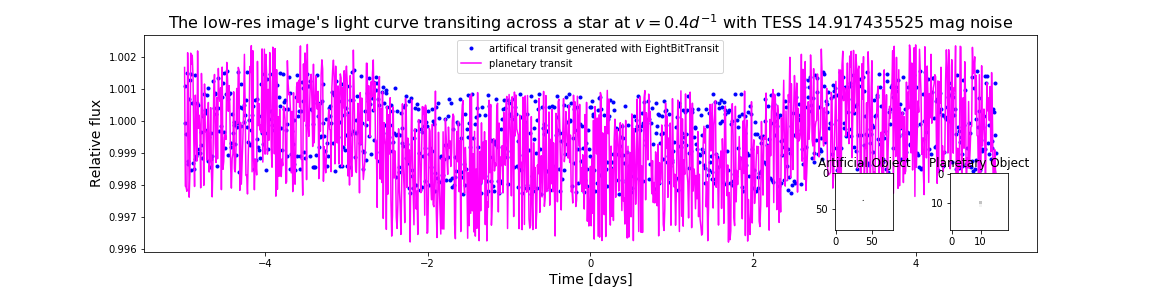 The low-res image's light curve transiting across a star at v = 0.4d⁻¹ with TESS 14.917435525 mag noise
artifical transit generated with EightBitTransit
planetary transit
Relative flux
1.002
1.001
1.000
0.999
0.998
0.997
0.996
Artificial Object
0
50
0 50
Planetary Object
0
10
0 10
−4 −2 0 2 4
Time [days]